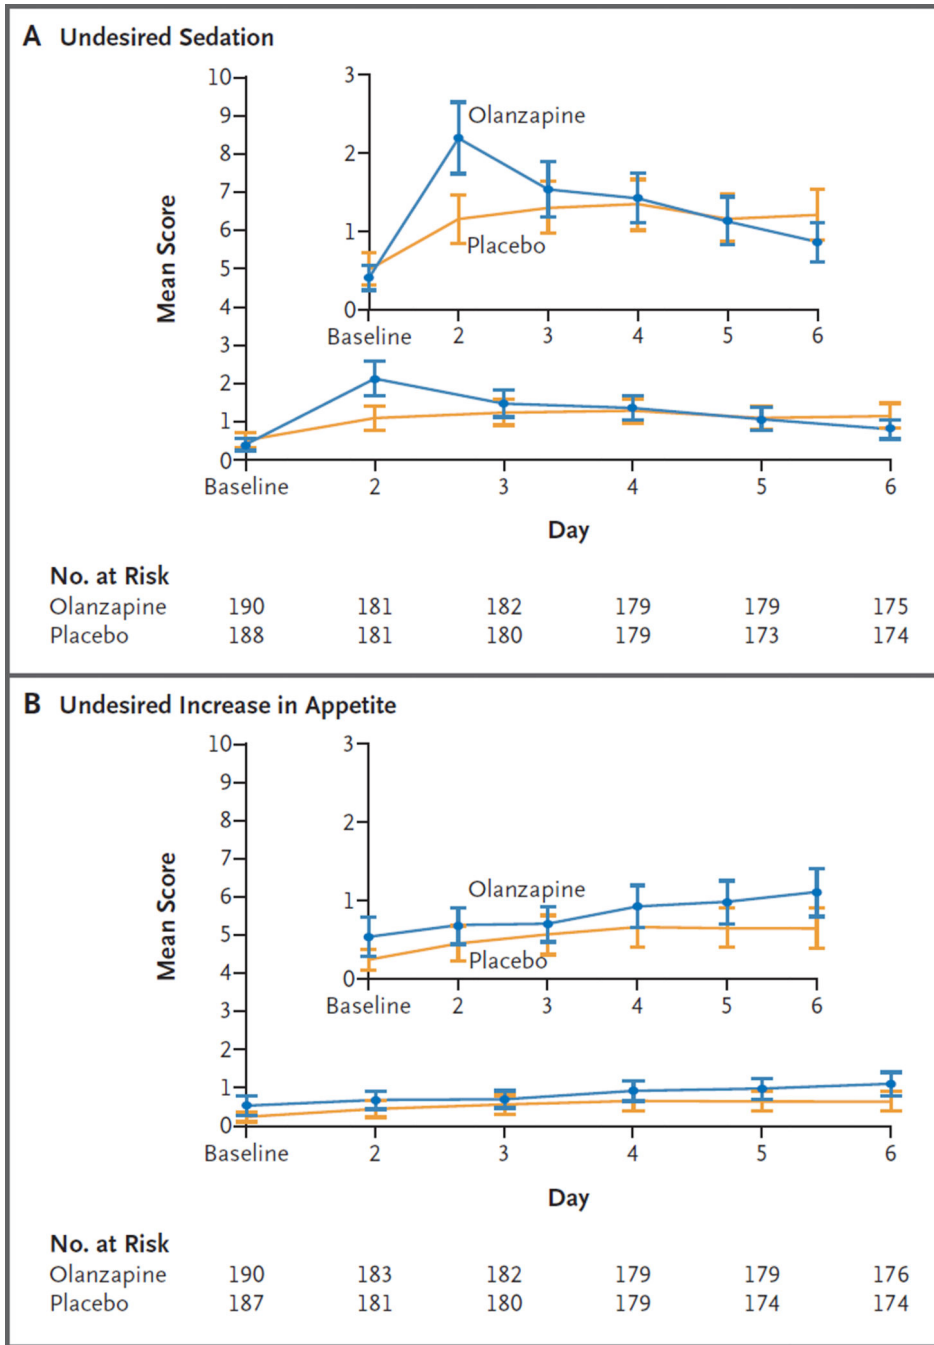 A Undesired Sedation
10
9
8
7
6
5
4
3
2
1
0
Mean Score
3
2
1
0
Olanzapine
Placebo
Baseline 2 3 4 5 6
Baseline 2 3 4 5 6
Day
No. at Risk
Olanzapine 190 181 182 179 179 175
Placebo 188 181 180 179 173 174
B Undesired Increase in Appetite
10
9
8
7
6
5
4
3
2
1
0
Mean Score
3
2
1
0
Olanzapine
Placebo
Baseline 2 3 4 5 6
Baseline 2 3 4 5 6
Day
No. at Risk
Olanzapine 190 183 182 179 179 176
Placebo 187 181 180 179 174 174